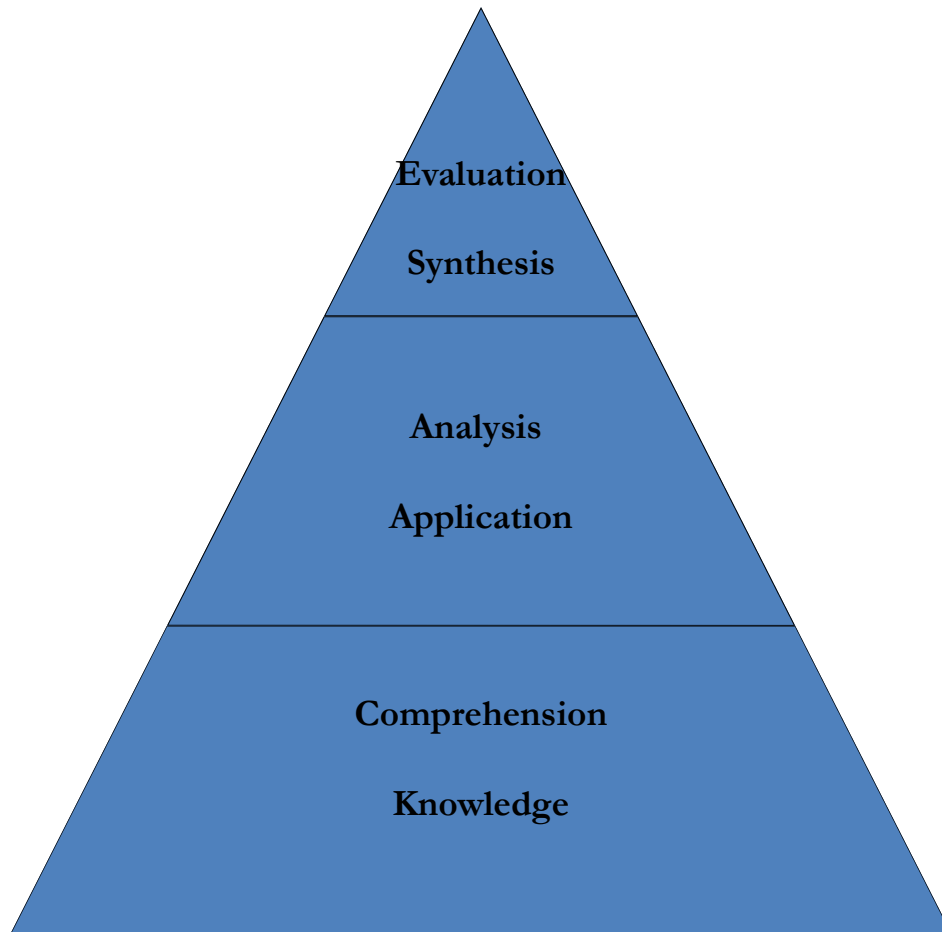 Evaluation
Synthesis
Analysis
Application
Comprehension
Knowledge